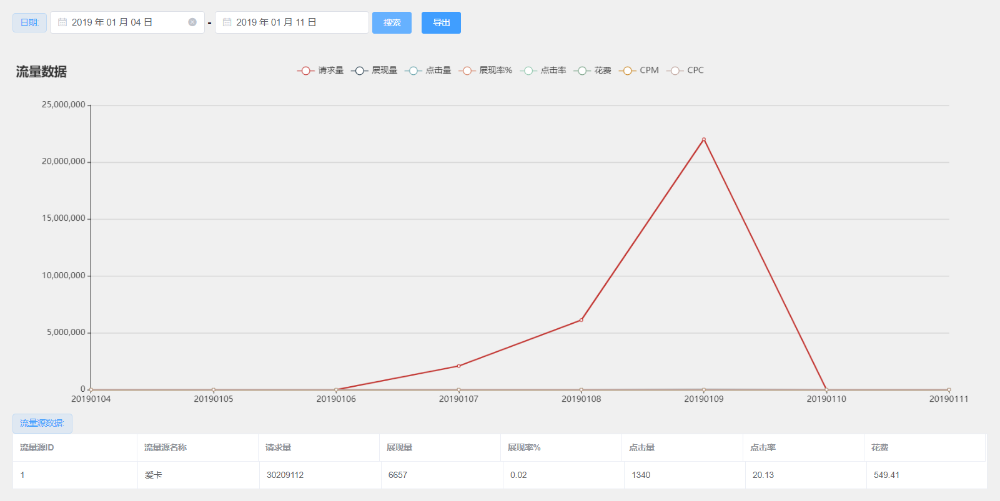 日期: 2019 年 01 月 04 日 - 2019 年 01 月 11 日 搜索 导出
流量数据 请求量 展现量 点击量 展现率% 点击率 花费 CPM CPC
25,000,000
20,000,000
15,000,000
10,000,000
5,000,000
0
20190104 20190105 20190106 20190107 20190108 20190109 20190110 20190111
流量源数据:
流量源ID 流量源名称 请求量 展现量 展现率% 点击量 点击率 花费
1 爱卡 30209112 6657 0.02 1340 20.13 549.41